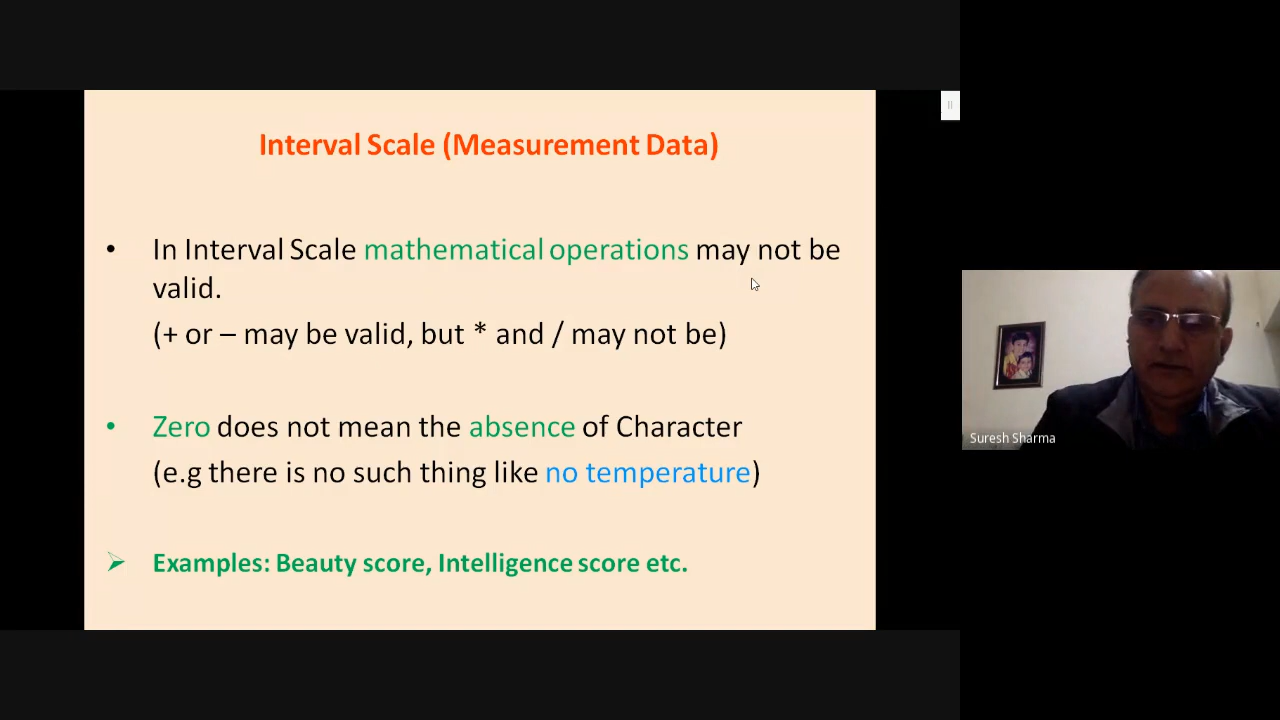 Interval Scale (Measurement Data)
• In Interval Scale mathematical operations may not be
valid.
(+ or – may be valid, but * and / may not be)
• Zero does not mean the absence of Character
(e.g there is no such thing like no temperature)
➢ Examples: Beauty score, Intelligence score etc.
Suresh Sharma